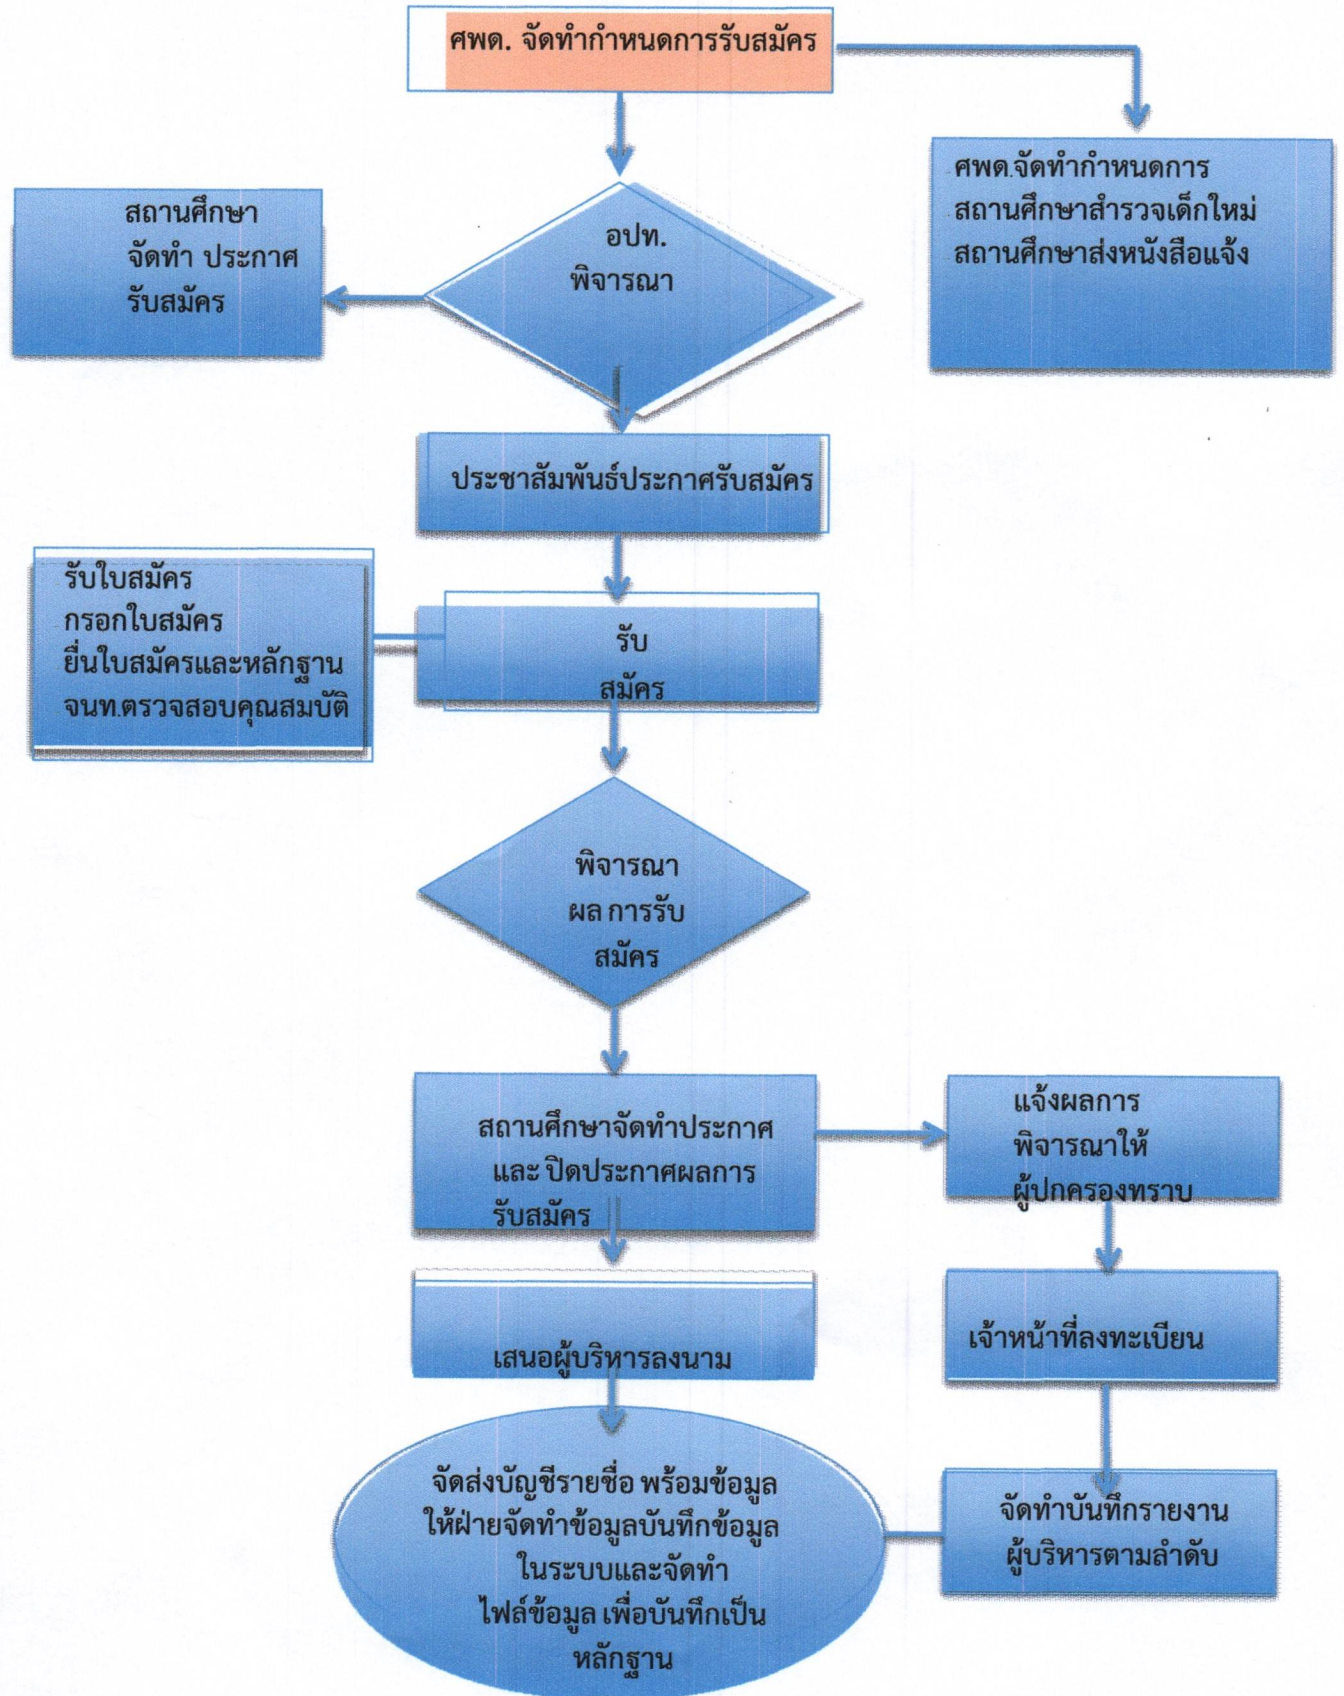 ศพด. จัดทำกำหนดการรับสมัคร
ศพด.จัดทำกำหนดการ
สถานศึกษาสำรวจเด็กใหม่
สถานศึกษาส่งหนังสือแจ้ง
สถานศึกษา
จัดทำ ประกาศ
รับสมัคร
อปท.
พิจารณา
ประชาสัมพันธ์ประกาศรับสมัคร
รับใบสมัคร
กรอกใบสมัคร
ยื่นใบสมัครและหลักฐาน
จนท.ตรวจสอบคุณสมบัติ
รับ
สมัคร
พิจารณา
ผล การรับ
สมัคร
สถานศึกษาจัดทำประกาศ
และ ปิดประกาศผลการ
รับสมัคร
แจ้งผลการ
พิจารณาให้
ผู้ปกครองทราบ
เสนอผู้บริหารลงนาม
เจ้าหน้าที่ลงทะเบียน
จัดส่งบัญชีรายชื่อ พร้อมข้อมูล
ให้ฝ่ายจัดทำข้อมูลบันทึกข้อมูล
ในระบบและจัดทำ
ไฟล์ข้อมูล เพื่อบันทึกเป็น
หลักฐาน
จัดทำบันทึกรายงาน
ผู้บริหารตามลำดับ